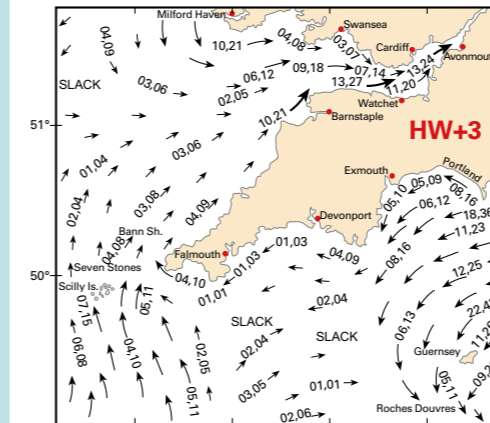 Milford Haven
Swansea
Cardiff
Avonmou
04,09
10,21
04,08
03,07
09,18
07,14
13,24
SLACK
03,06
06,12
13,27
11,20
02,05
Watchet
Barnstaple
10,21
51°
HW+3
03,06
01,04
Exmouth
Portland
05,09
08,16
03,08
04,09
05,10
06,12
18,36
02,04
Devonport
11,23
Bann Sh.
04,08
01,03
08,16
Falmouth
04,09
Seven Stones
01,03
12,25
50°
04,10
Scilly Is.
05,11
01,01
02,04
07,15
22,4
06,13
SLACK
SLACK
11,25
06,08
04,10
02,05
02,04
Guernsey
03,05
01,01
05,11
09,2
05,11
02,06
Roches Douvres